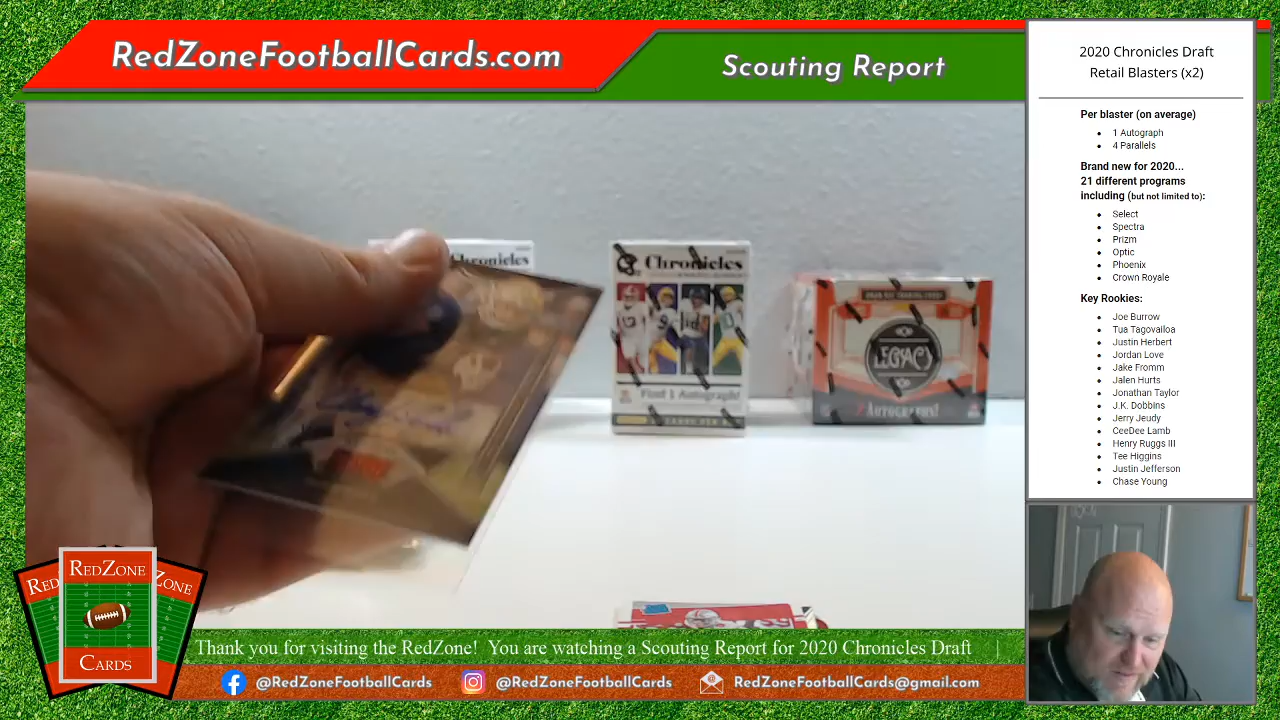 RedZoneFootballCards.com
Scouting Report
2020 Chronicles Draft
Retail Blasters (x2)
Per blaster (on average)
1 Autograph
4 Parallels
Brand new for 2020...
21 different programs
including (but not limited to):
Select
Spectra
Prizm
Optic
Phoenix
Crown Royale
Key Rookies:
Joe Burrow
Tua Tagovailoa
Justin Herbert
Jordan Love
Jake Fromm
Jalen Hurts
Jonathan Taylor
J.K. Dobbins
Jerry Jeudy
CeeDee Lamb
Henry Ruggs III
Tee Higgins
Justin Jefferson
Chase Young
Chronicles
Chronicles
Find 1 Autograph!
LEGACY
Autographs!
RED
REDZONE
ZONE
CARDS
Thank you for visiting the RedZone! You are watching a Scouting Report for 2020 Chronicles Draft |
@RedZoneFootballCards
@RedZoneFootballCards
RedZoneFootballCards@gmail.com